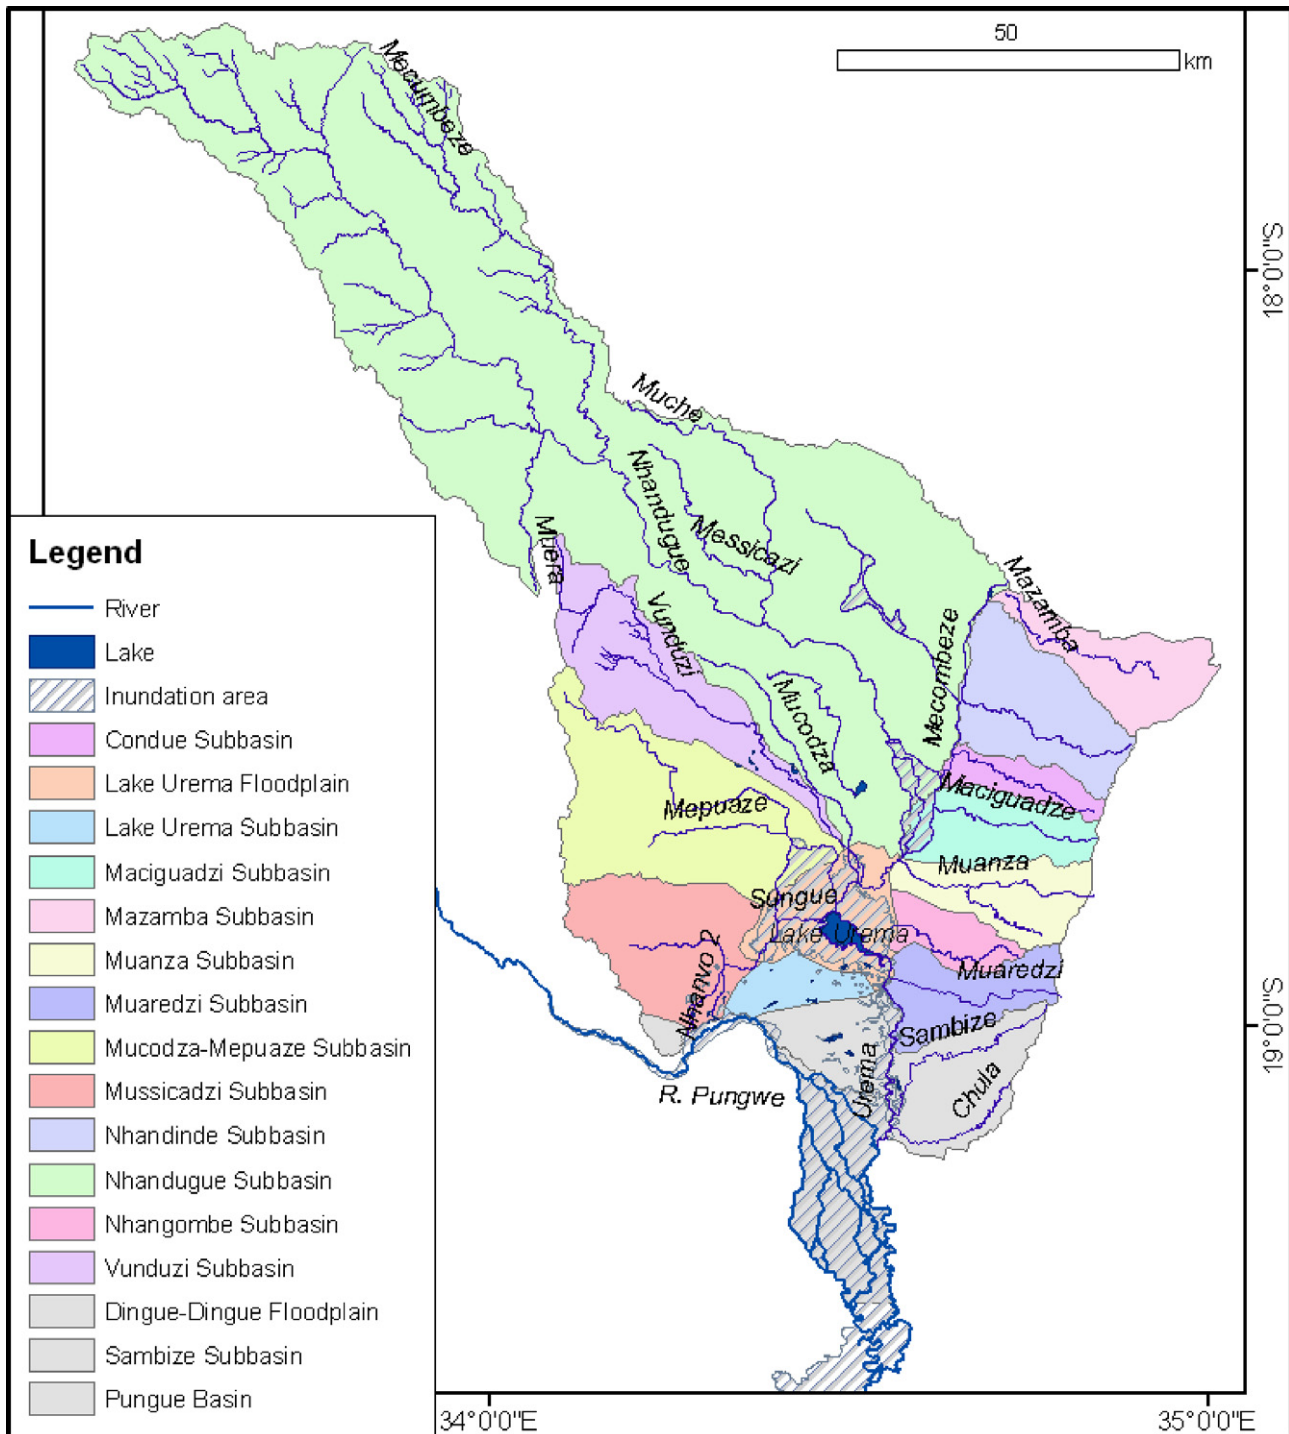 50
km
Mecumbeze
18°0'0"S
Muche
Nhandugue
Messicazi
Muera
Mazamba
Vunduzi
Mecombeze
Mucodza
Maciguadze
Mepuaze
Muanza
Sungue
Lake Urema
Muaredzi
Nhanvo 2
Sambize
19°0'0"S
Urema
Chula
R. Pungwe
Legend
River
Lake
Inundation area
Condue Subbasin
Lake Urema Floodplain
Lake Urema Subbasin
Maciguadzi Subbasin
Mazamba Subbasin
Muanza Subbasin
Muaredzi Subbasin
Mucodza-Mepuaze Subbasin
Mussicadzi Subbasin
Nhandinde Subbasin
Nhandugue Subbasin
Nhangombe Subbasin
Vunduzi Subbasin
Dingue-Dingue Floodplain
Sambize Subbasin
Pungue Basin
34°0'0"E
35°0'0"E